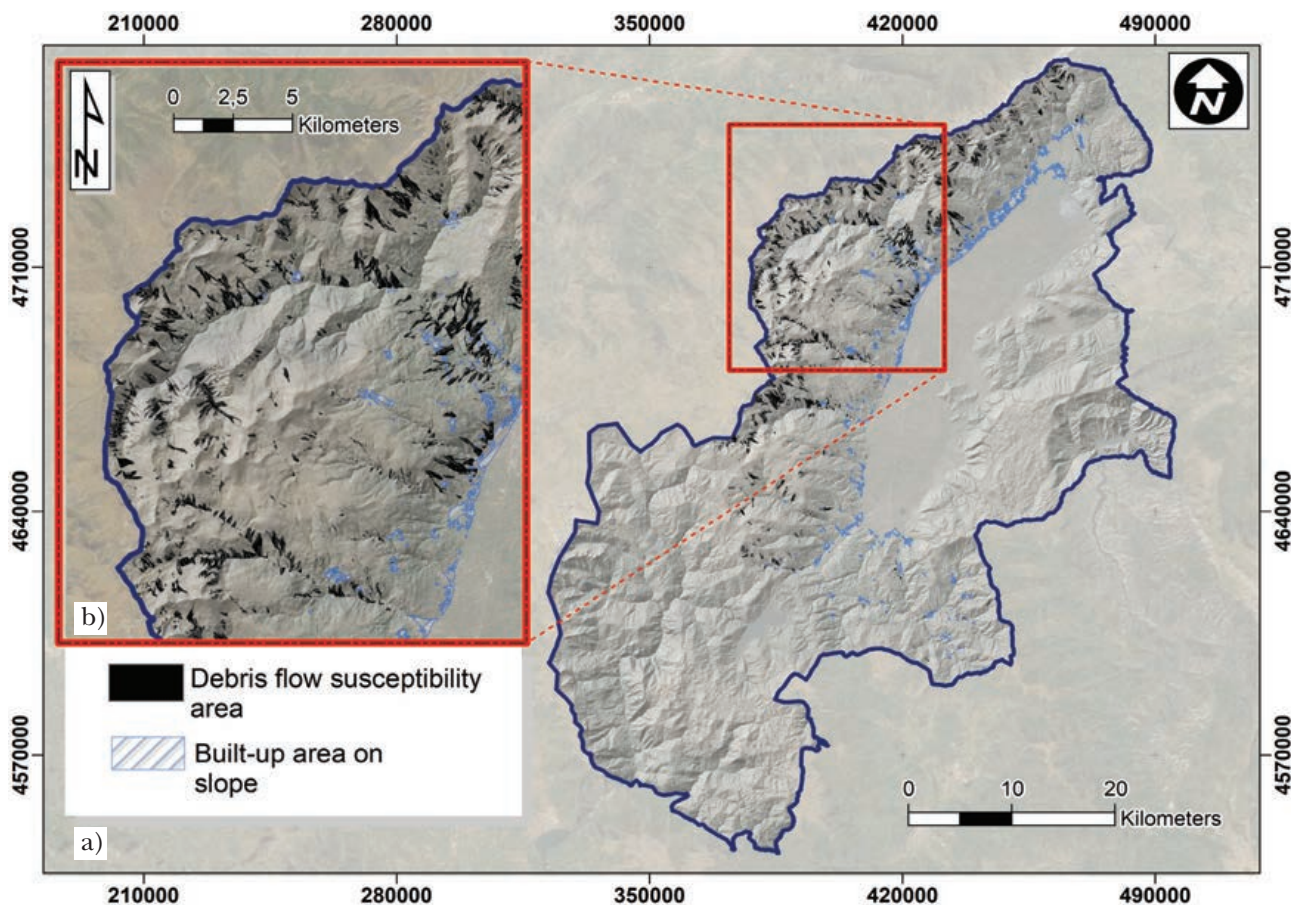 210000 280000 350000 420000 490000
N
0 2,5 5
Kilometers
N
4710000 4710000
4640000 4640000
b)
Debris flow susceptibility
area
Built-up area on
slope
4570000 4570000
0 10 20
Kilometers
a)
210000 280000 350000 420000 490000